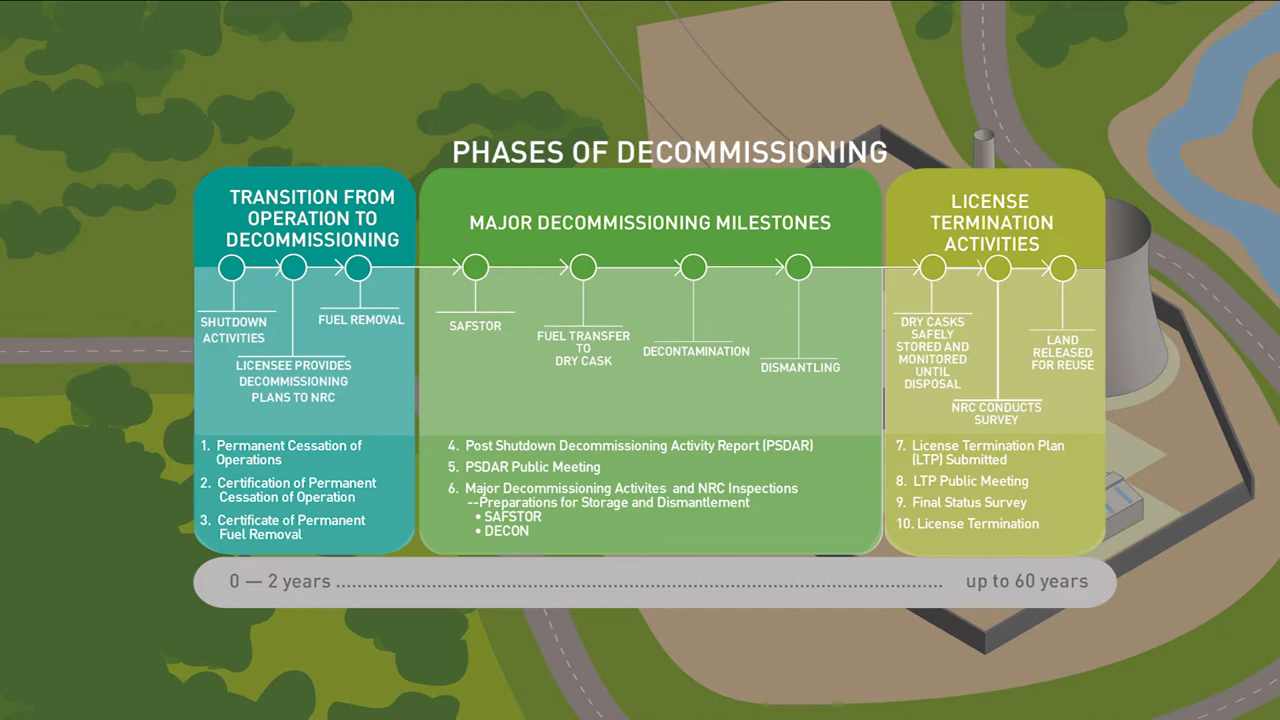 PHASES OF DECOMMISSIONING
TRANSITION FROM
OPERATION TO
DECOMMISSIONING
SHUTDOWN
ACTIVITIES
LICENSEE PROVIDES
DECOMMISSIONING
PLANS TO NRC
FUEL REMOVAL
1. Permanent Cessation of
Operations
2. Certification of Permanent
Cessation of Operation
3. Certificate of Permanent
Fuel Removal
MAJOR DECOMMISSIONING MILESTONES
SAFSTOR
FUEL TRANSFER
TO
DRY CASK
DECONTAMINATION
DISMANTLING
4. Post Shutdown Decommissioning Activity Report (PSDAR)
5. PSDAR Public Meeting
6. Major Decommissioning Activites and NRC Inspections
--Preparations for Storage and Dismantlement
• SAFSTOR
• DECON
LICENSE
TERMINATION
ACTIVITIES
DRY CASKS
SAFELY
STORED AND
MONITORED
UNTIL
DISPOSAL
NRC CONDUCTS
SURVEY
LAND
RELEASED
FOR REUSE
7. License Termination Plan
(LTP) Submitted
8. LTP Public Meeting
9. Final Status Survey
10. License Termination
0 — 2 years ........................................................................................ up to 60 years